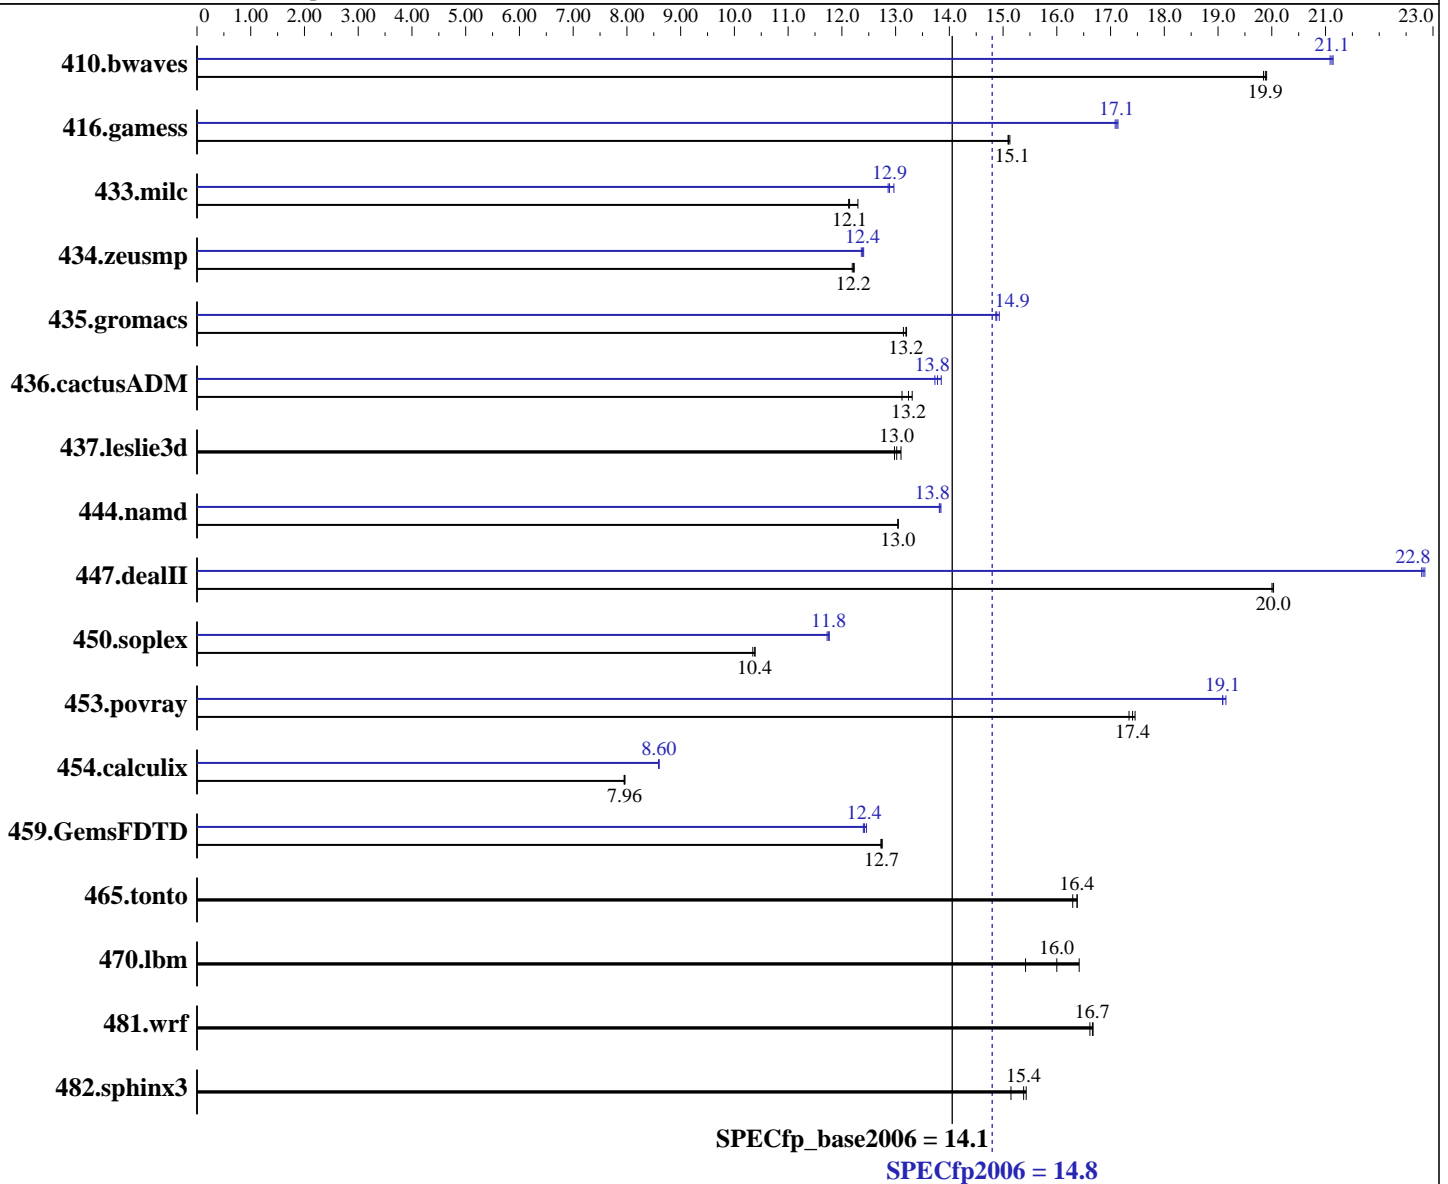 0 1.00 2.00 3.00 4.00 5.00 6.00 7.00 8.00 9.00 10.0 11.0 12.0 13.0 14.0 15.0 16.0 17.0 18.0 19.0 20.0 21.0 23.0
410.bwaves 21.1
19.9
416.gamess 17.1
15.1
433.milc 12.9
12.1
434.zeusmp 12.4
12.2
435.gromacs 14.9
13.2
436.cactusADM 13.8
13.2
437.leslie3d 13.0
444.namd 13.8
13.0
447.dealII 22.8
20.0
450.soplex 11.8
10.4
453.povray 19.1
17.4
454.calculix 8.60
7.96
459.GemsFDTD 12.4
12.7
465.tonto 16.4
470.lbm 16.0
481.wrf 16.7
482.sphinx3 15.4
SPECfp_base2006 = 14.1
SPECfp2006 = 14.8